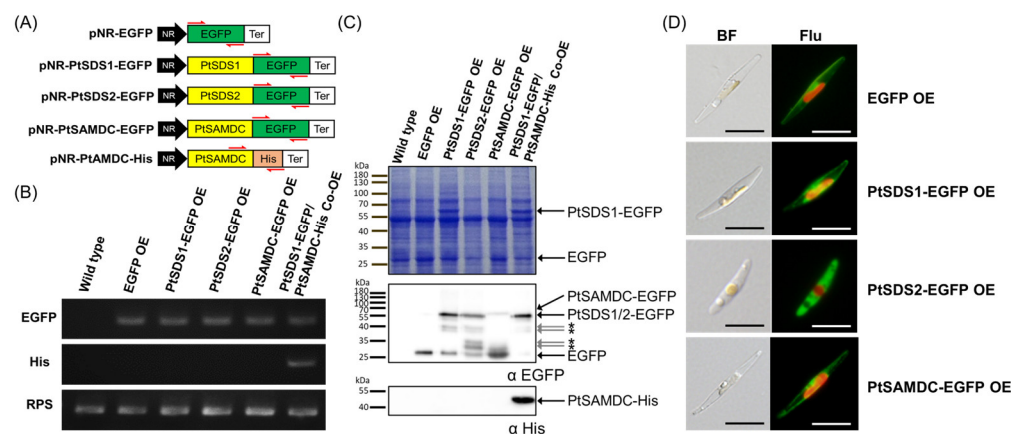 (A)
pNR-EGFP NR EGFP Ter
pNR-PtSDS1-EGFP NR PtSDS1 EGFP Ter
pNR-PtSDS2-EGFP NR PtSDS2 EGFP Ter
pNR-PtSAMDC-EGFP NR PtSAMDC EGFP Ter
pNR-PtAMDC-His NR PtSAMDC His Ter
(B)
Wild type
EGFP OE
PtSDS1-EGFP OE
PtSDS2-EGFP OE
PtSAMDC-EGFP OE
PtSDS1-EGFP/
PtSAMDC-His Co-OE
EGFP
His
RPS
(C)
Wild type
EGFP OE
PtSDS1-EGFP OE
PtSDS2-EGFP OE
PtSAMDC-EGFP OE
PtSDS1-EGFP/
PtSAMDC-His Co-OE
kDa
180
130
100
70
55
40
35
25
PtSDS1-EGFP
EGFP
kDa
180
130
100
70
55
40
35
25
PtSAMDC-EGFP
PtSDS1/2-EGFP
*
*
*
*
EGFP
α EGFP
kDa
55
40
PtSAMDC-His
α His
(D)
BF Flu
EGFP OE
PtSDS1-EGFP OE
PtSDS2-EGFP OE
PtSAMDC-EGFP OE